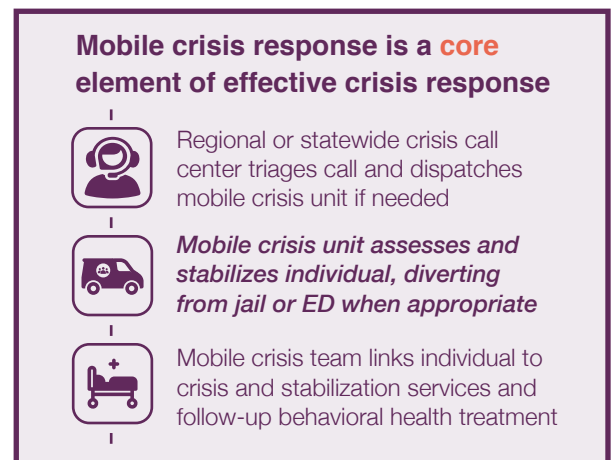 Mobile crisis response is a core
element of effective crisis response
Regional or statewide crisis call
center triages call and dispatches
mobile crisis unit if needed
Mobile crisis unit assesses and
stabilizes individual, diverting
from jail or ED when appropriate
Mobile crisis team links individual to
crisis and stabilization services and
follow-up behavioral health treatment